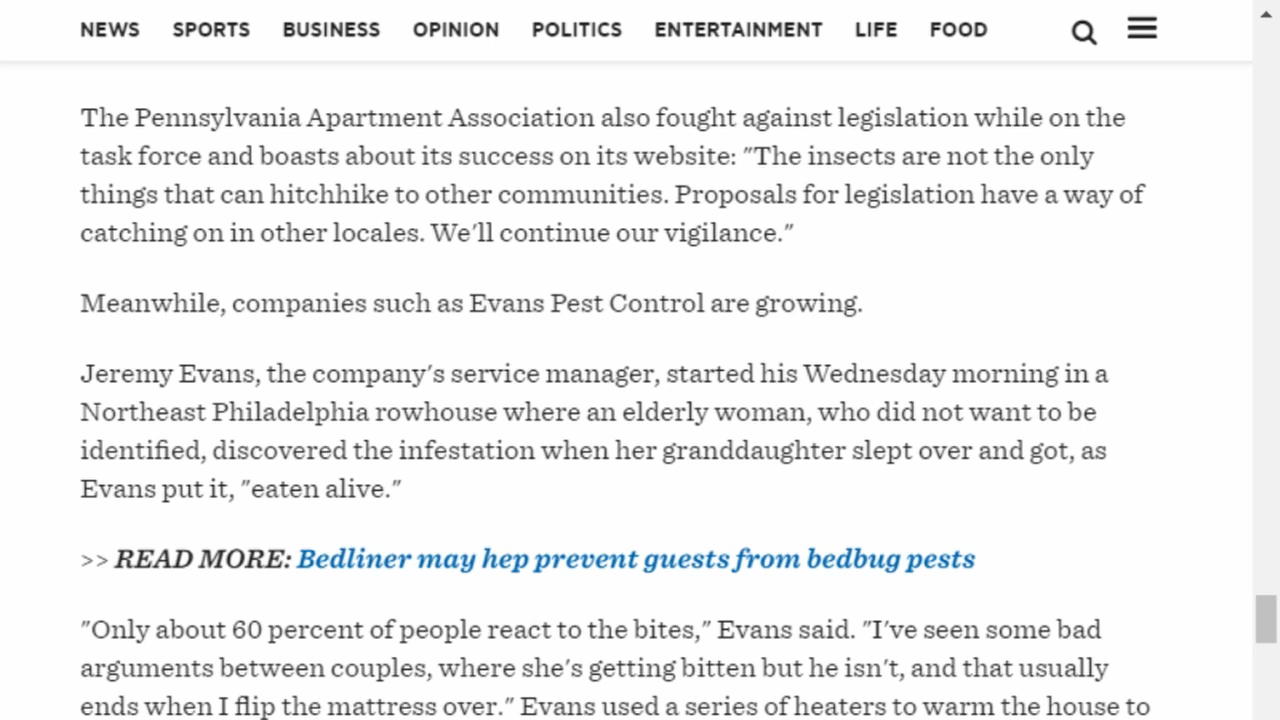 NEWS SPORTS BUSINESS OPINION POLITICS ENTERTAINMENT LIFE FOOD
The Pennsylvania Apartment Association also fought against legislation while on the
task force and boasts about its success on its website: "The insects are not the only
things that can hitchhike to other communities. Proposals for legislation have a way of
catching on in other locales. We'll continue our vigilance."
Meanwhile, companies such as Evans Pest Control are growing.
Jeremy Evans, the company's service manager, started his Wednesday morning in a
Northeast Philadelphia rowhouse where an elderly woman, who did not want to be
identified, discovered the infestation when her granddaughter slept over and got, as
Evans put it, "eaten alive."
>> READ MORE: Bedliner may hep prevent guests from bedbug pests
"Only about 60 percent of people react to the bites," Evans said. "I've seen some bad
arguments between couples, where she's getting bitten but he isn't, and that usually
ends when I flip the mattress over." Evans used a series of heaters to warm the house to